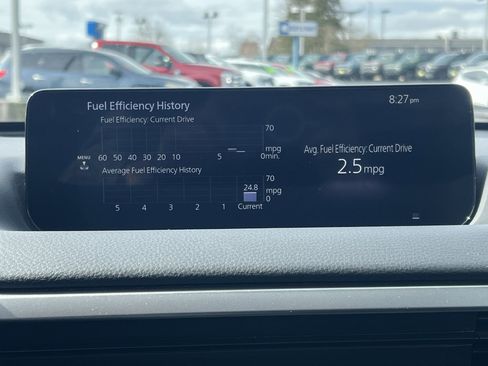 Fuel Efficiency History
8:27pm
Fuel Efficiency: Current Drive
70
mpg
0
60 50 40 30 20 10 5 0min.
MENU
Average Fuel Efficiency History
70
mpg
0
24.8
5 4 3 2 1 Current
Avg. Fuel Efficiency: Current Drive
2.5mpg